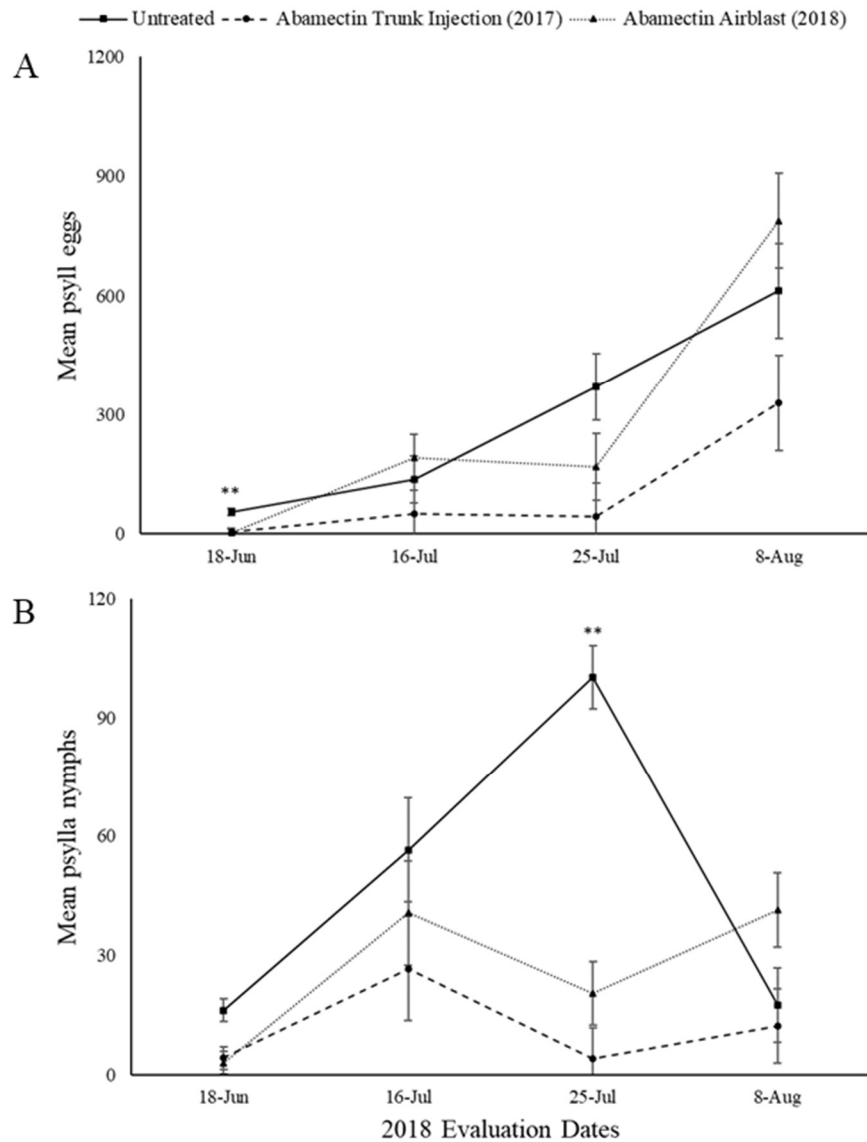 Untreated Abamectin Trunk Injection (2017) Abamectin Airblast (2018)
A
1200
900
600
300
0
Mean psyll eggs
**
18-Jun 16-Jul 25-Jul 8-Aug
B
120
90
60
30
0
Mean psylla nymphs
**
18-Jun 16-Jul 25-Jul 8-Aug
2018 Evaluation Dates